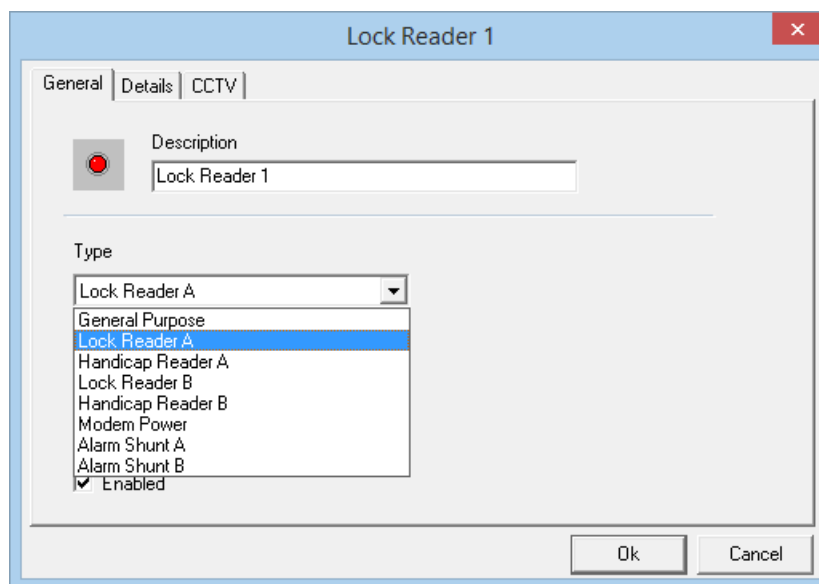 Lock Reader 1
General Details CCTV
Description
Lock Reader 1
Type
Lock Reader A
General Purpose
Lock Reader A
Handicap Reader A
Lock Reader B
Handicap Reader B
Modem Power
Alarm Shunt A
Alarm Shunt B
Enabled
Ok Cancel